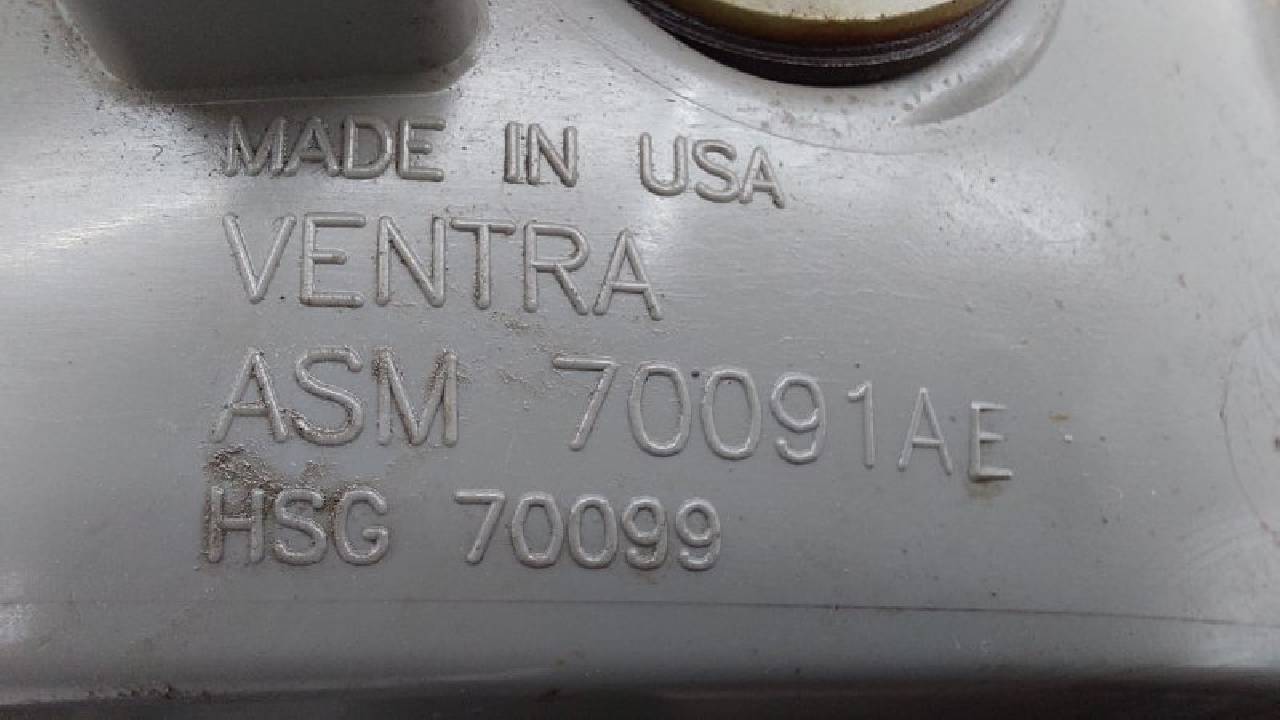 MADE IN USA
VENTRA
ASM 70091AE
HSG 70099